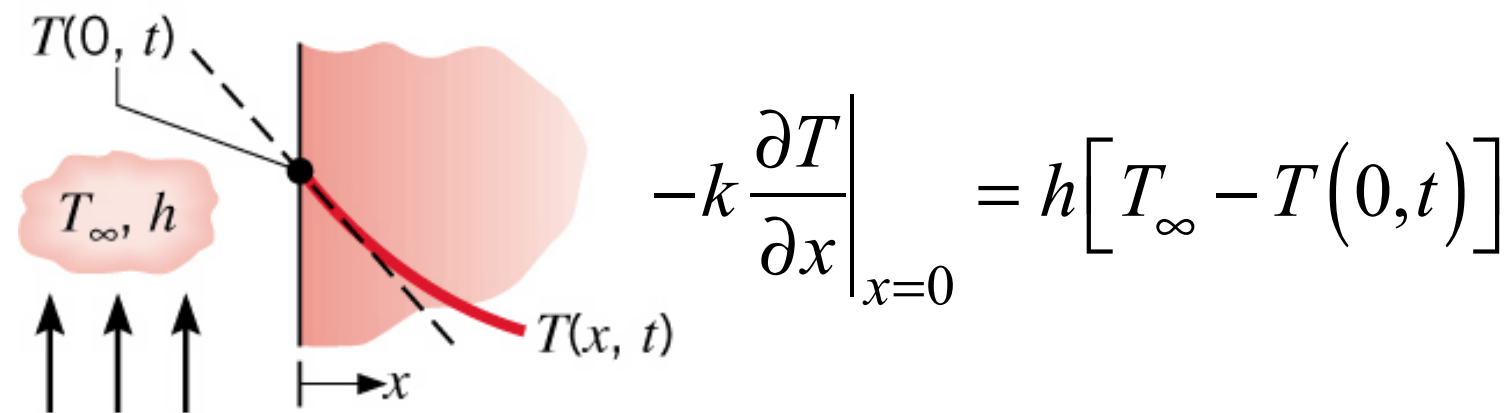 T(0, t)
T∞, h
T(x, t)
x
-k ∂T/∂x|x=0 = h[T∞ - T(0,t)]